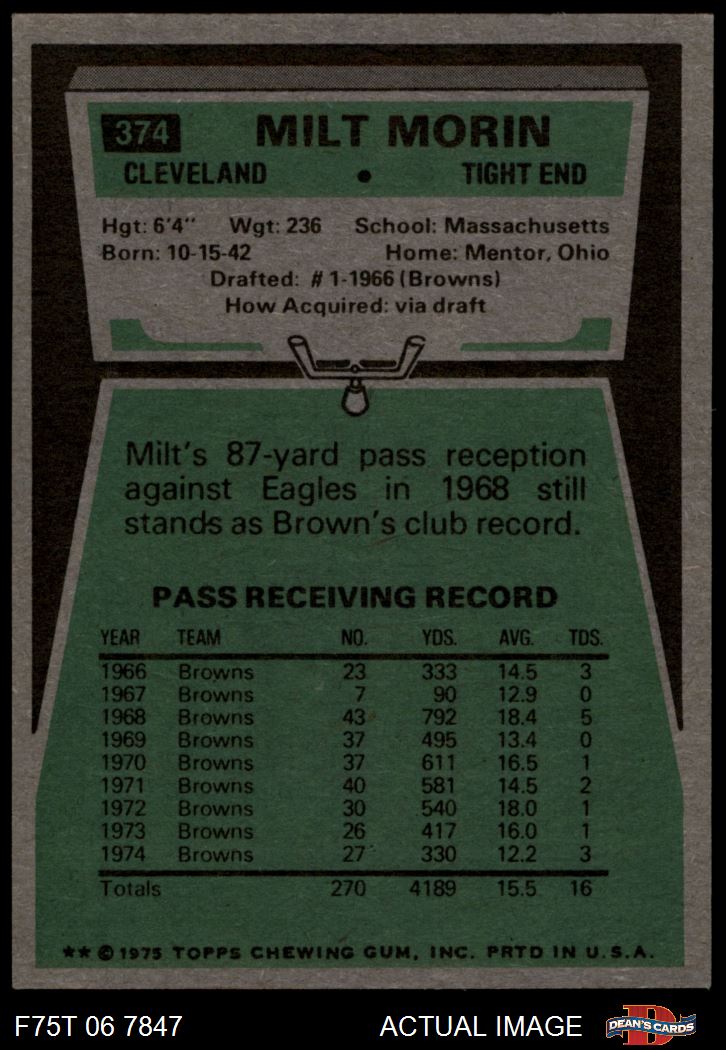 374 MILT MORIN
CLEVELAND • TIGHT END
Hgt: 6'4" Wgt: 236 School: Massachusetts
Born: 10-15-42 Home: Mentor, Ohio
Drafted: #1-1966 (Browns)
How Acquired: via draft
Milt's 87-yard pass reception
against Eagles in 1968 still
stands as Brown's club record.
PASS RECEIVING RECORD
YEAR TEAM NO. YDS. AVG. TDS.
1966 Browns 23 333 14.5 3
1967 Browns 7 90 12.9 0
1968 Browns 43 792 18.4 5
1969 Browns 37 495 13.4 0
1970 Browns 37 611 16.5 1
1971 Browns 40 581 14.5 2
1972 Browns 30 540 18.0 1
1973 Browns 26 417 16.0 1
1974 Browns 27 330 12.2 3
Totals 270 4189 15.5 16
** © 1975 TOPPS CHEWING GUM, INC. PRTD IN U.S.A.
F75T 06 7847 ACTUAL IMAGE D DEAN'S CARDS